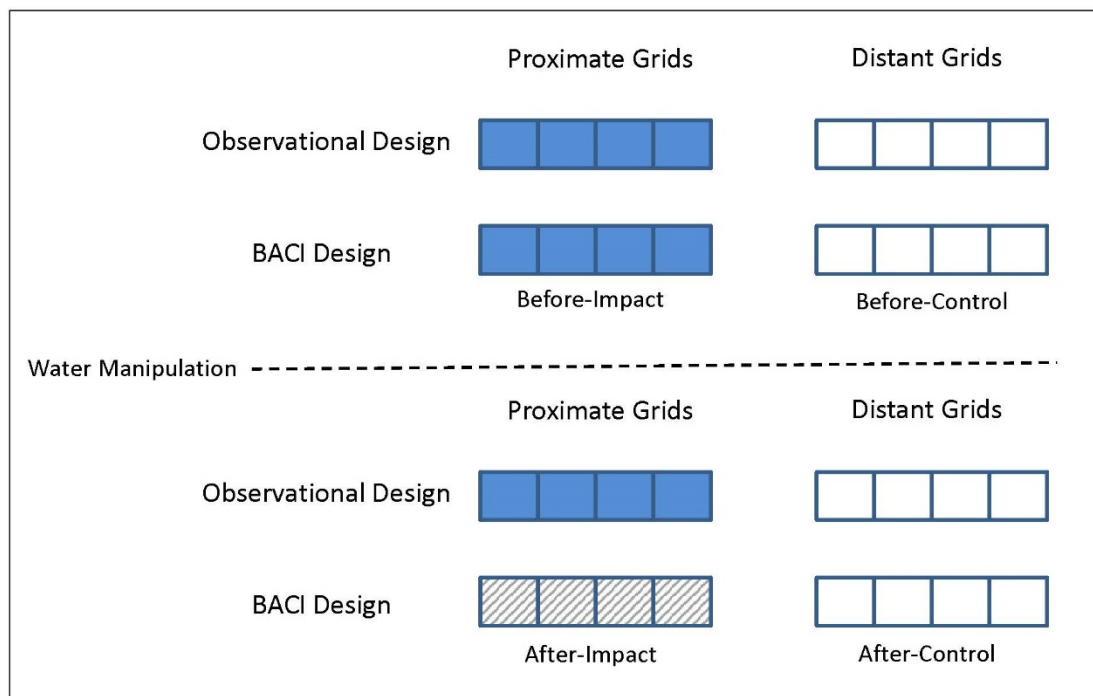 Proximate Grids Distant Grids
Observational Design
BACI Design
Before-Impact Before-Control
Water Manipulation
Proximate Grids Distant Grids
Observational Design
BACI Design
After-Impact After-Control